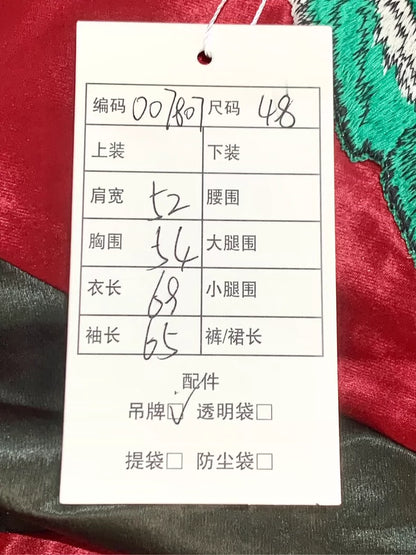 编码 00780 尺码 48
上装 下装
肩宽 52 腰围
胸围 54 大腿围
衣长 69 小腿围
袖长 65 裤/裙长
配件
吊牌☑ 透明袋□
提袋□ 防尘袋□